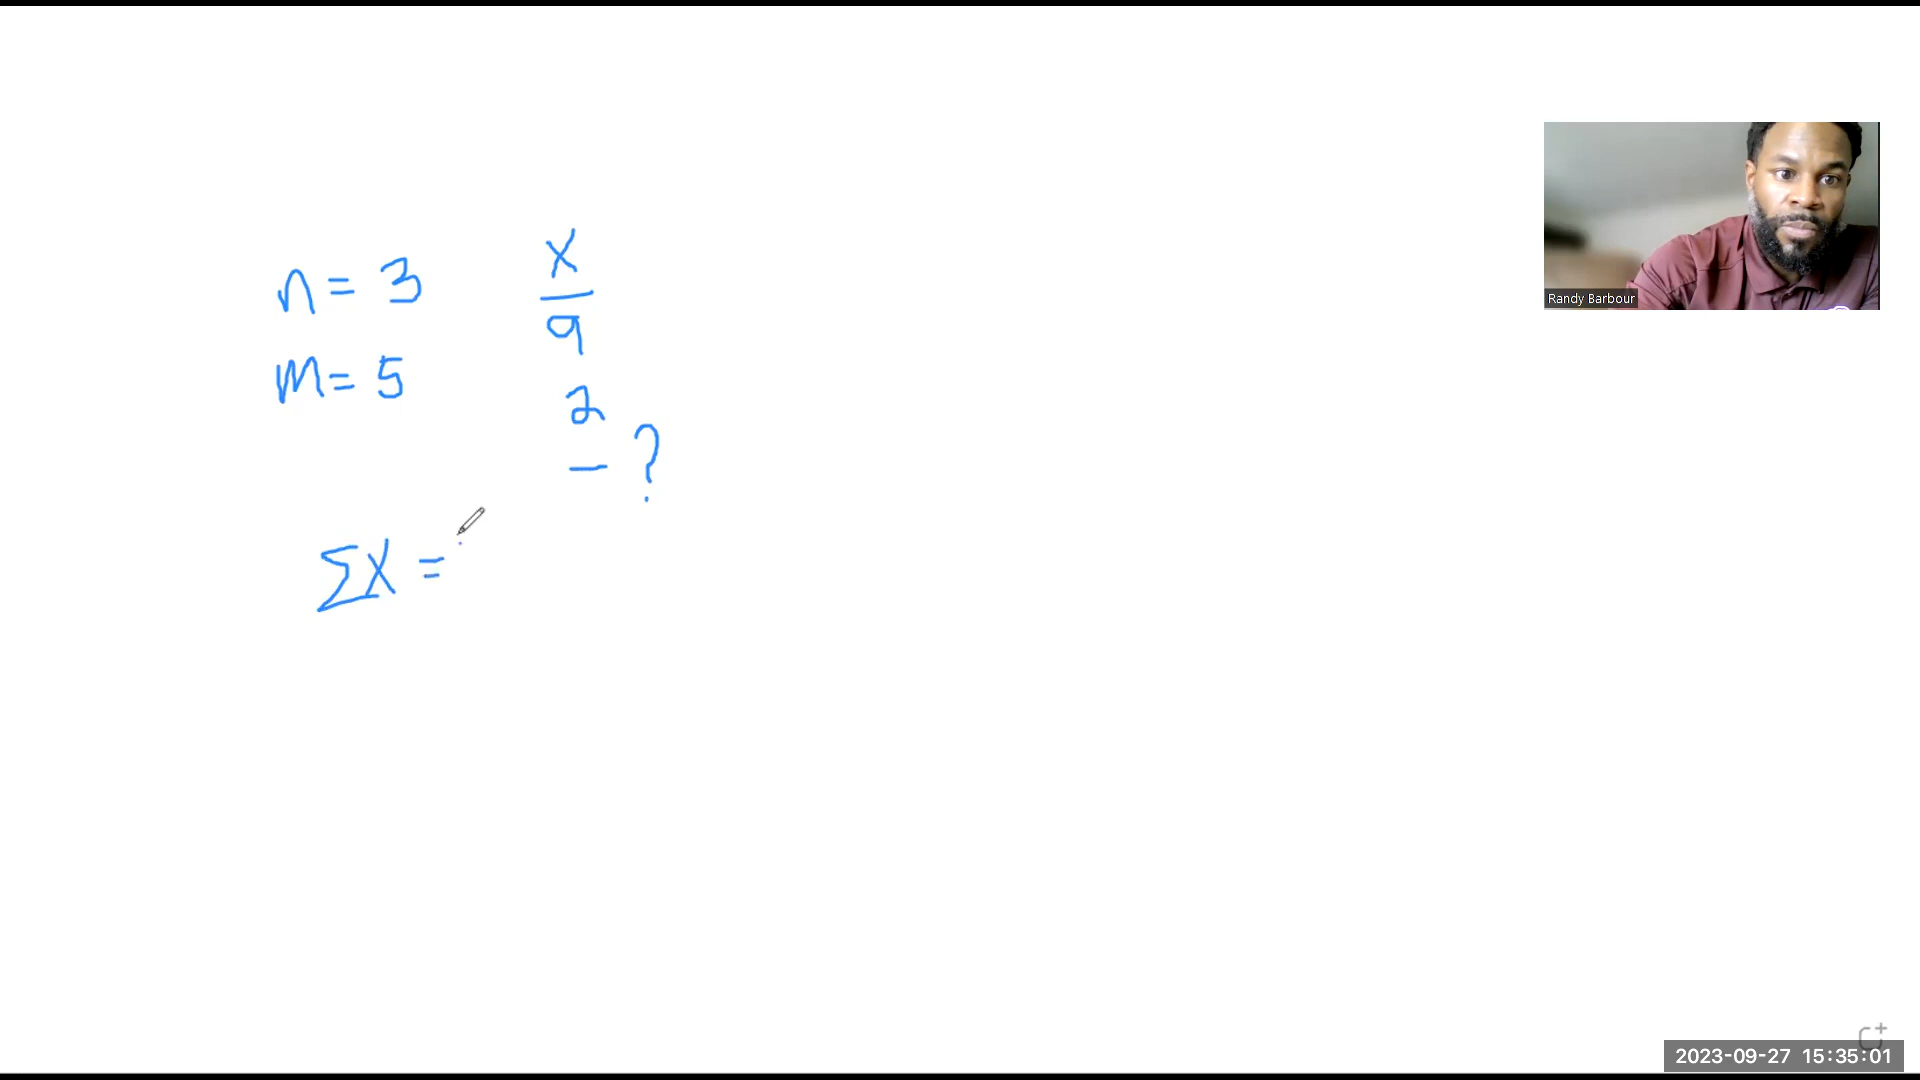 n = 3
m = 5
x
9
2
— ?
Σx =
Randy Barbour
2023-09-27 15:35:01